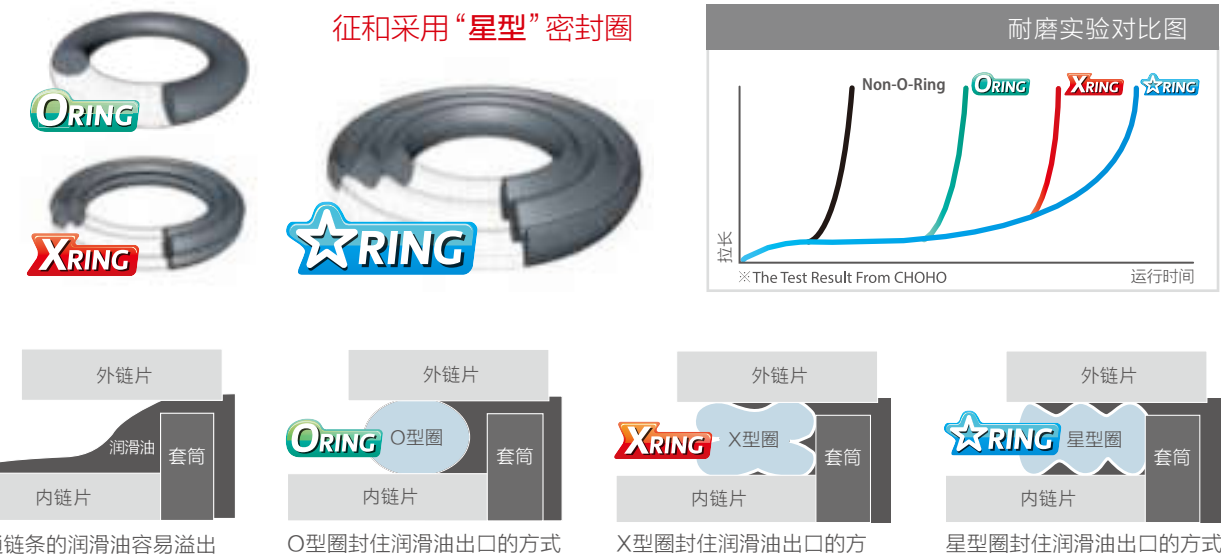 征和采用“星型”密封圈
ORING
XRING
☆RING
耐磨实验对比图
Non-O-Ring
ORING
XRING
☆RING
拉长
※The Test Result From CHOHO
运行时间
外链片
润滑油
套筒
内链片
链条的润滑油容易溢出
外链片
ORING
O型圈
套筒
内链片
O型圈封住润滑油出口的方式
外链片
XRING
X型圈
套筒
内链片
X型圈封住润滑油出口的方
外链片
☆RING
星型圈
套筒
内链片
星型圈封住润滑油出口的方式